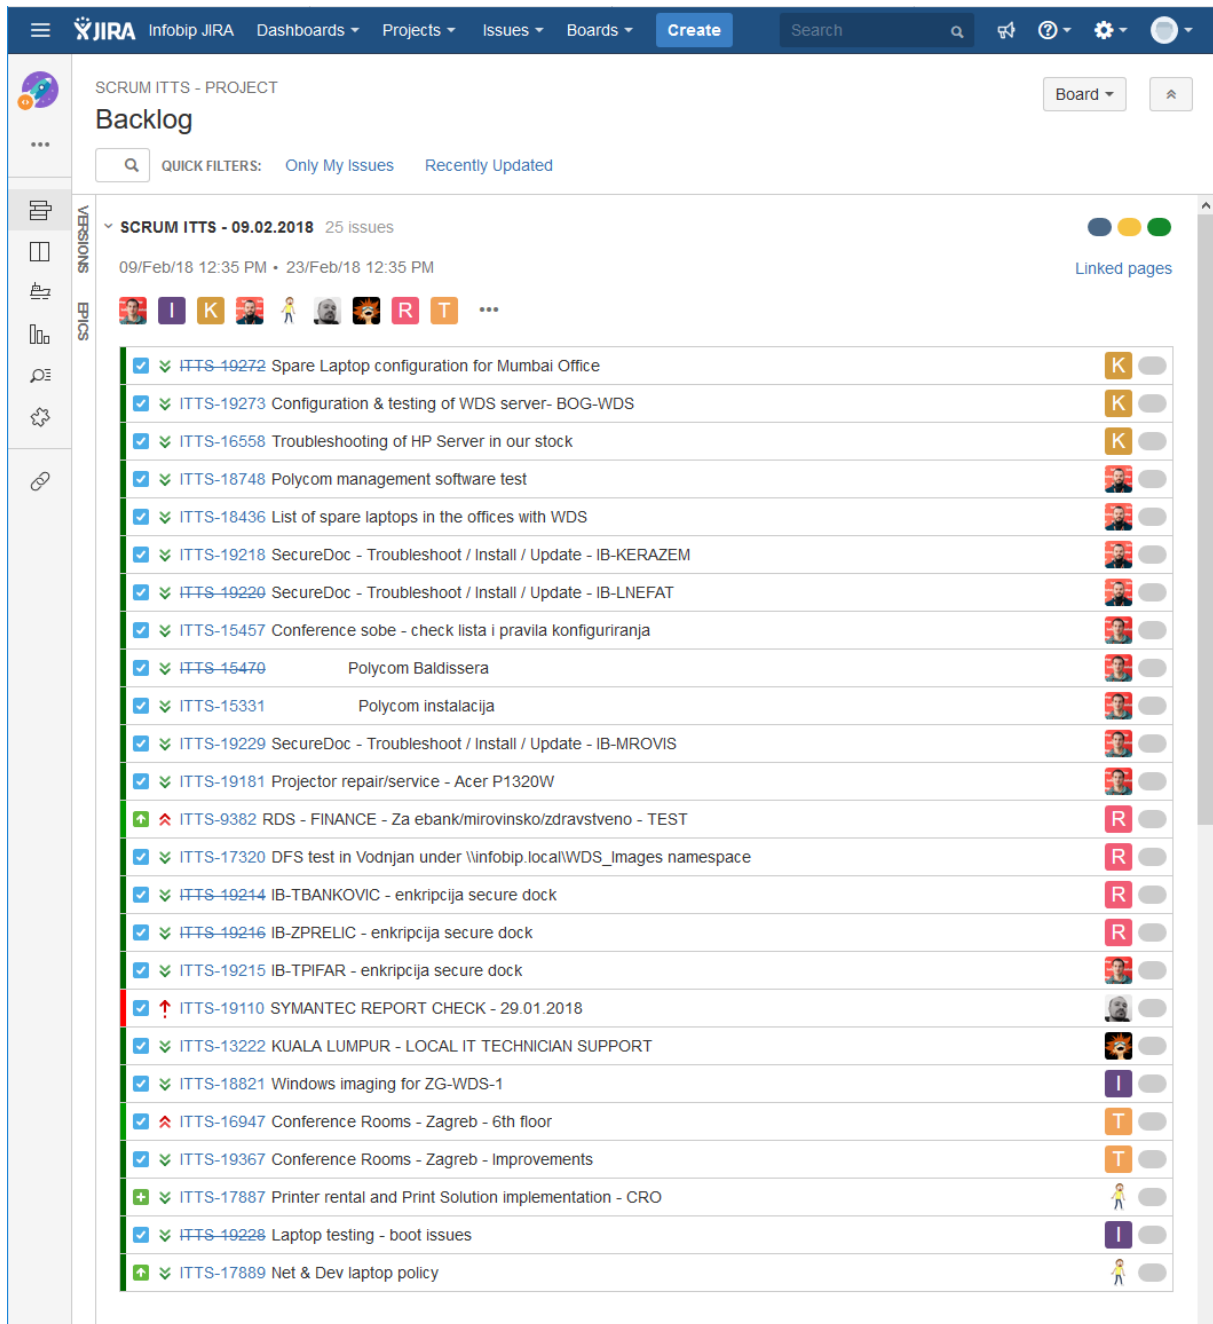 JIRA Infobip JIRA Dashboards Projects Issues Boards Create Search
SCRUM ITTS - PROJECT
Board
Backlog
QUICK FILTERS: Only My Issues Recently Updated
VERSIONS
EPICS
SCRUM ITTS - 09.02.2018 25 issues
09/Feb/18 12:35 PM • 23/Feb/18 12:35 PM
Linked pages
I K R T
ITTS-19272 Spare Laptop configuration for Mumbai Office K
ITTS-19273 Configuration & testing of WDS server- BOG-WDS K
ITTS-16558 Troubleshooting of HP Server in our stock K
ITTS-18748 Polycom management software test
ITTS-18436 List of spare laptops in the offices with WDS
ITTS-19218 SecureDoc - Troubleshoot / Install / Update - IB-KERAZEM
ITTS-19220 SecureDoc - Troubleshoot / Install / Update - IB-LNEFAT
ITTS-15457 Conference sobe - check lista i pravila konfiguriranja
ITTS-15470 Polycom Baldissera
ITTS-15331 Polycom instalacija
ITTS-19229 SecureDoc - Troubleshoot / Install / Update - IB-MROVIS
ITTS-19181 Projector repair/service - Acer P1320W
ITTS-9382 RDS - FINANCE - Za ebank/mirovinsko/zdravstveno - TEST R
ITTS-17320 DFS test in Vodnjan under \\infobip.local\WDS_Images namespace R
ITTS-19214 IB-TBANKOVIC - enkripcija secure dock R
ITTS-19216 IB-ZPRELIC - enkripcija secure dock R
ITTS-19215 IB-TPIFAR - enkripcija secure dock
ITTS-19110 SYMANTEC REPORT CHECK - 29.01.2018
ITTS-13222 KUALA LUMPUR - LOCAL IT TECHNICIAN SUPPORT
ITTS-18821 Windows imaging for ZG-WDS-1 I
ITTS-16947 Conference Rooms - Zagreb - 6th floor T
ITTS-19367 Conference Rooms - Zagreb - Improvements T
ITTS-17887 Printer rental and Print Solution implementation - CRO
ITTS-19228 Laptop testing - boot issues I
ITTS-17889 Net & Dev laptop policy